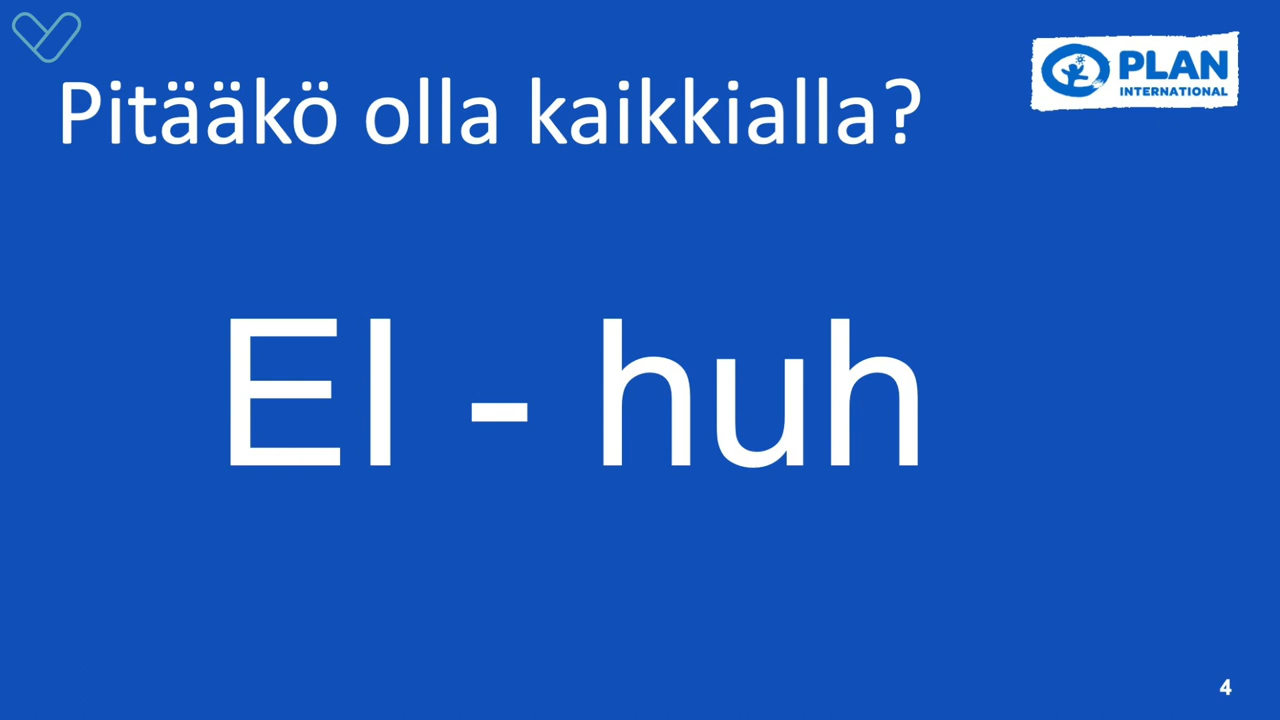 Pitääkö olla kaikkialla?
PLAN
INTERNATIONAL
EI - huh
4